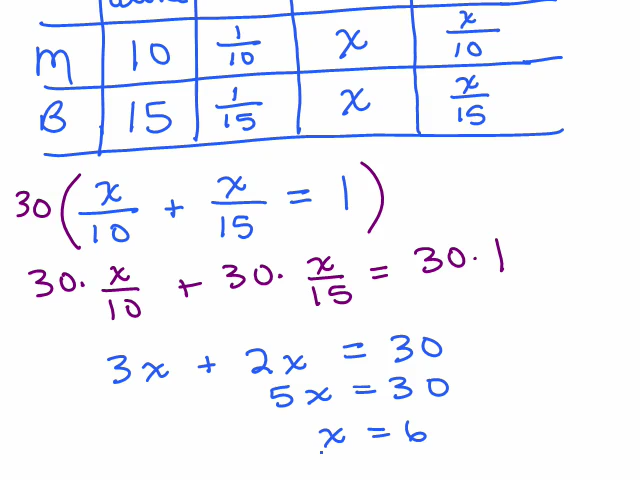 m 10 1/10 x x/10
B 15 1/15 x x/15
30(x/10 + x/15 = 1)
30· x/10 + 30· x/15 = 30·1
3x + 2x = 30
5x = 30
x = 6